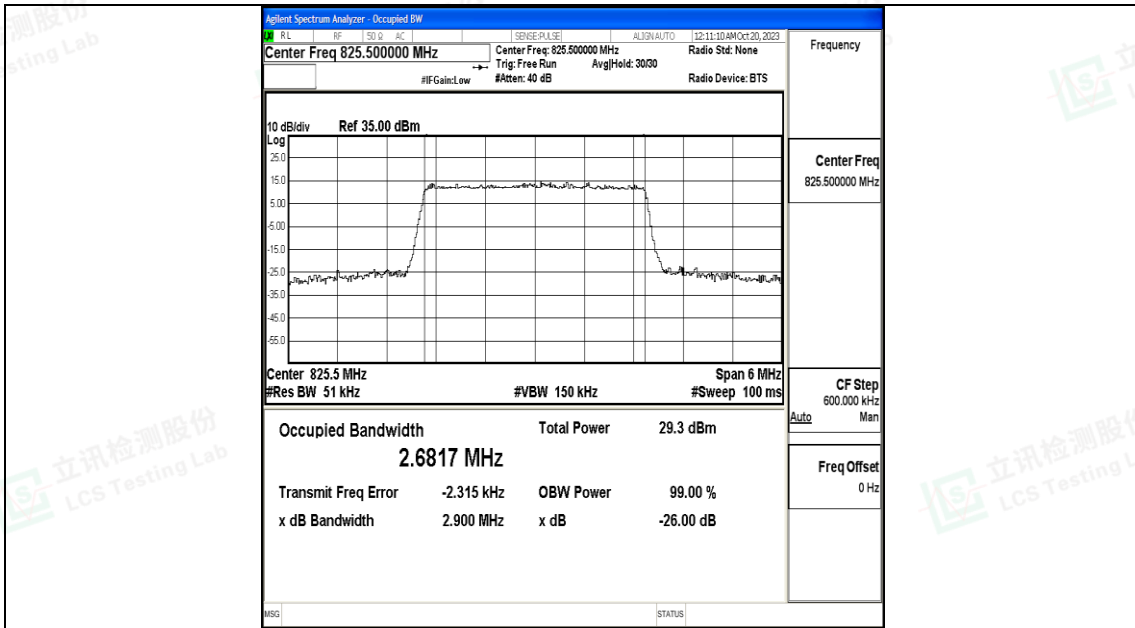 Agilent Spectrum Analyzer - Occupied BW
RL RF 50 Ω AC SENSE:PULSE ALIGN AUTO 12:11:10 AM Oct 20, 2023
Center Freq 825.500000 MHz
Center Freq: 825.500000 MHz Radio Std: None
Trig: Free Run Avg|Hold: 30/30
#IFGain:Low #Atten: 40 dB Radio Device: BTS
10 dB/div Ref 35.00 dBm
Log
25.0
15.0
5.00
-5.00
-15.0
-25.0
-35.0
-45.0
-55.0
Center 825.5 MHz Span 6 MHz
#Res BW 51 kHz #VBW 150 kHz #Sweep 100 ms
Occupied Bandwidth Total Power 29.3 dBm
2.6817 MHz
Transmit Freq Error -2.315 kHz OBW Power 99.00 %
x dB Bandwidth 2.900 MHz x dB -26.00 dB
MSG STATUS
Frequency
Center Freq
825.500000 MHz
CF Step
600.000 kHz
Auto Man
Freq Offset
0 Hz
测股份
esting Lab
立讯检测股份
LCS Testing Lab
立讯检测股份
LCS Testing L
立